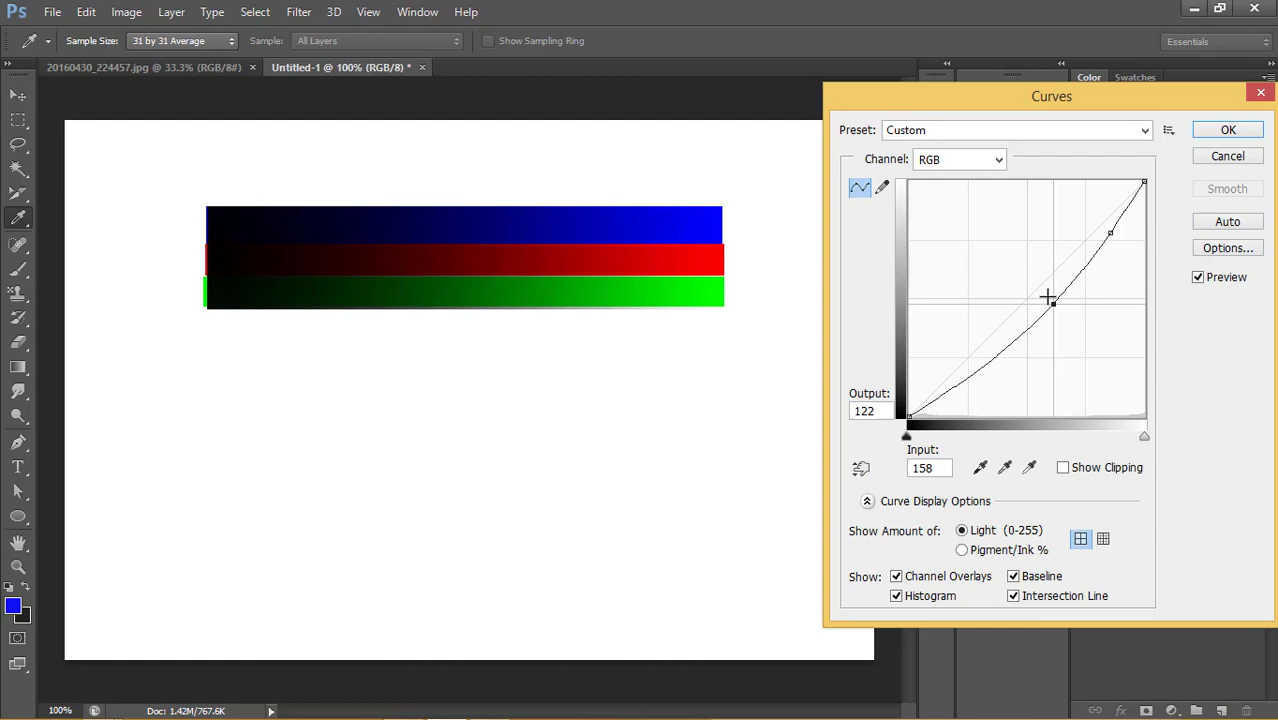 Ps File Edit Image Layer Type Select Filter 3D View Window Help
Sample Size: 31 by 31 Average Sample: All Layers Show Sampling Ring Essentials
20160430_224457.jpg @ 33.3% (RGB/8#) × Untitled-1 @ 100% (RGB/8) * × Color Swatches
Curves
Preset: Custom OK
Channel: RGB Cancel
Smooth
Auto
Options...
Preview
Output:
122
Input:
158 Show Clipping
Curve Display Options
Show Amount of: Light (0-255)
Pigment/Ink %
Show: Channel Overlays Baseline
Histogram Intersection Line
T
100% Doc: 1.42M/767.6K fx